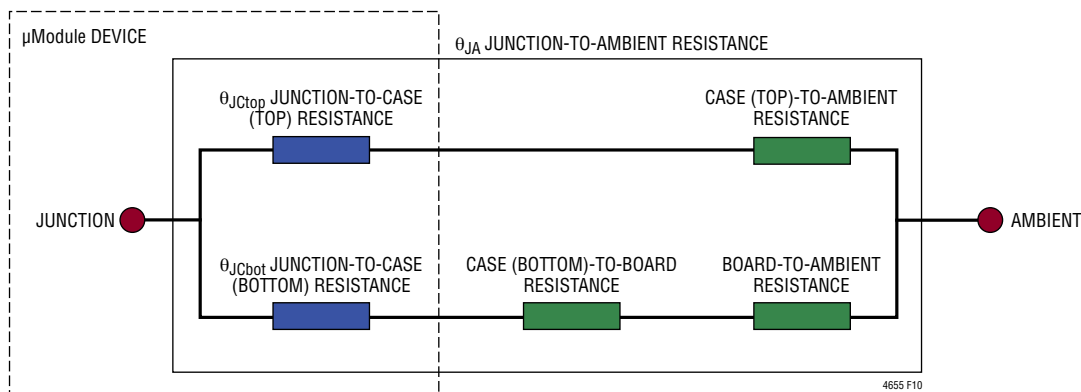 µModule DEVICE
θJA JUNCTION-TO-AMBIENT RESISTANCE
θJCtop JUNCTION-TO-CASE
(TOP) RESISTANCE
CASE (TOP)-TO-AMBIENT
RESISTANCE
JUNCTION
AMBIENT
θJCbot JUNCTION-TO-CASE
(BOTTOM) RESISTANCE
CASE (BOTTOM)-TO-BOARD
RESISTANCE
BOARD-TO-AMBIENT
RESISTANCE
4655 F10